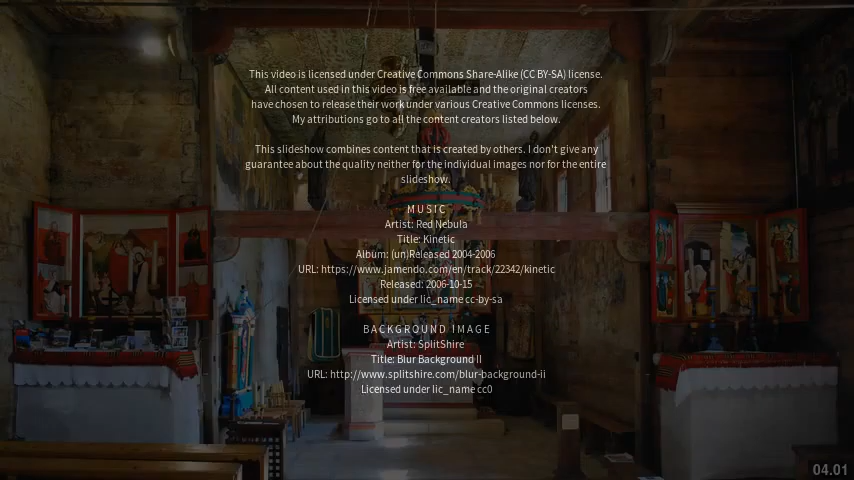 This video is licensed under Creative Commons Share-Alike (CC BY-SA) license.
All content used in this video is free available and the original creators
have chosen to release their work under various Creative Commons licenses.
My attributions go to all the content creators listed below.
This slideshow combines content that is created by others. I don't give any
guarantee about the quality neither for the individual images nor for the entire
slideshow.
MUSIC
Artist: Red Nebula
Title: Kinetic
Album: (un)Released 2004-2006
URL: https://www.jamendo.com/en/track/22342/kinetic
Released: 2006-10-15
Licensed under lic_name cc-by-sa
BACKGROUND IMAGE
Artist: SplitShire
Title: Blur Background II
URL: http://www.splitshire.com/blur-background-ii
Licensed under lic_name cc0
04.01